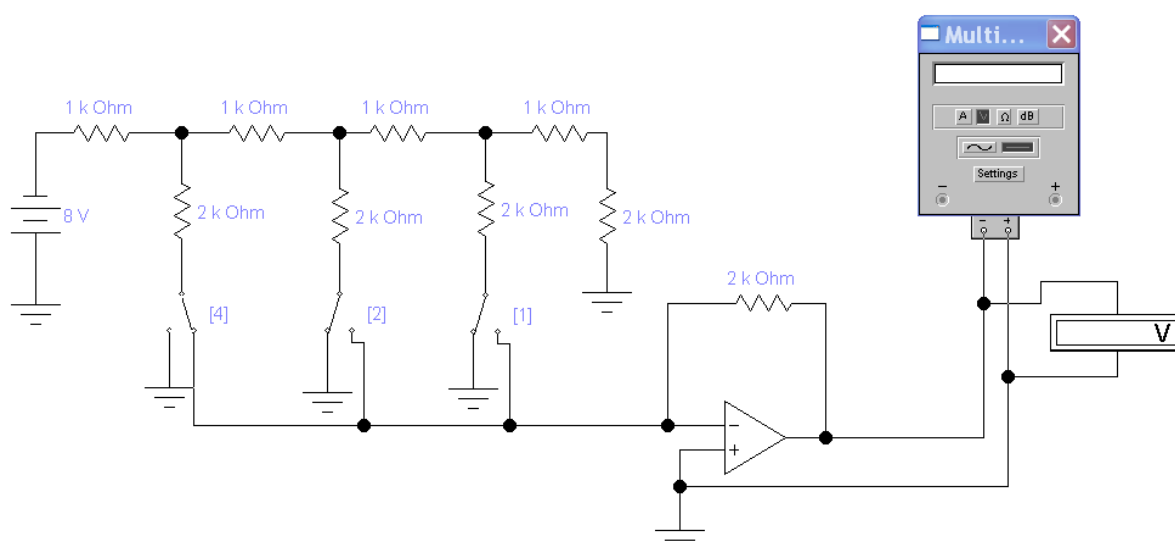 Multi...
A V Ω dB
Settings
- +
- +
1 k Ohm 1 k Ohm 1 k Ohm 1 k Ohm
8 V 2 k Ohm 2 k Ohm 2 k Ohm 2 k Ohm
[4] [2] [1]
2 k Ohm
V
-
+